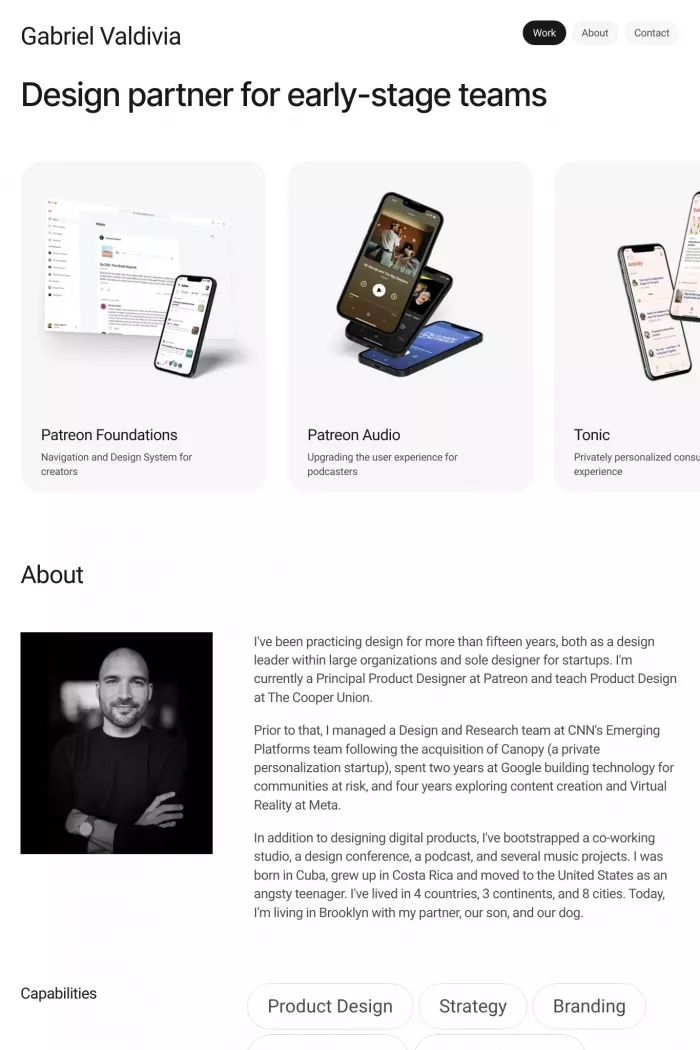 Gabriel Valdivia
Work
About
Contact
Design partner for early-stage teams
Patreon Foundations
Navigation and Design System for
creators
Patreon Audio
Upgrading the user experience for
podcasters
Tonic
Privately personalized
experience
About
I've been practicing design for more than fifteen years, both as a design
leader within large organizations and sole designer for startups. I'm
currently a Principal Product Designer at Patreon and teach Product Design
at The Cooper Union.
Prior to that, I managed a Design and Research team at CNN's Emerging
Platforms team following the acquisition of Canopy (a private
personalization startup), spent two years at Google building technology for
communities at risk, and four years exploring content creation and Virtual
Reality at Meta.
In addition to designing digital products, I've bootstrapped a co-working
studio, a design conference, a podcast, and several music projects. I was
born in Cuba, grew up in Costa Rica and moved to the United States as an
angsty teenager. I've lived in 4 countries, 3 continents, and 8 cities. Today,
I'm living in Brooklyn with my partner, our son, and our dog.
Capabilities
Product Design
Strategy
Branding